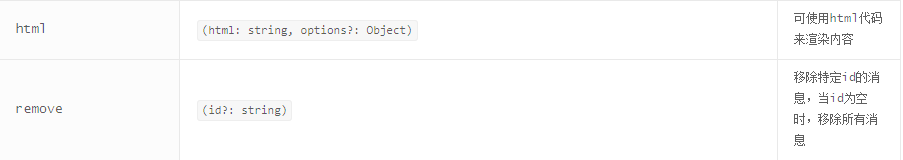 html
(html: string, options?: Object)
可使用html代码
来渲染内容
remove
(id?: string)
移除特定id的消
息，当id为空
时，移除所有消
息